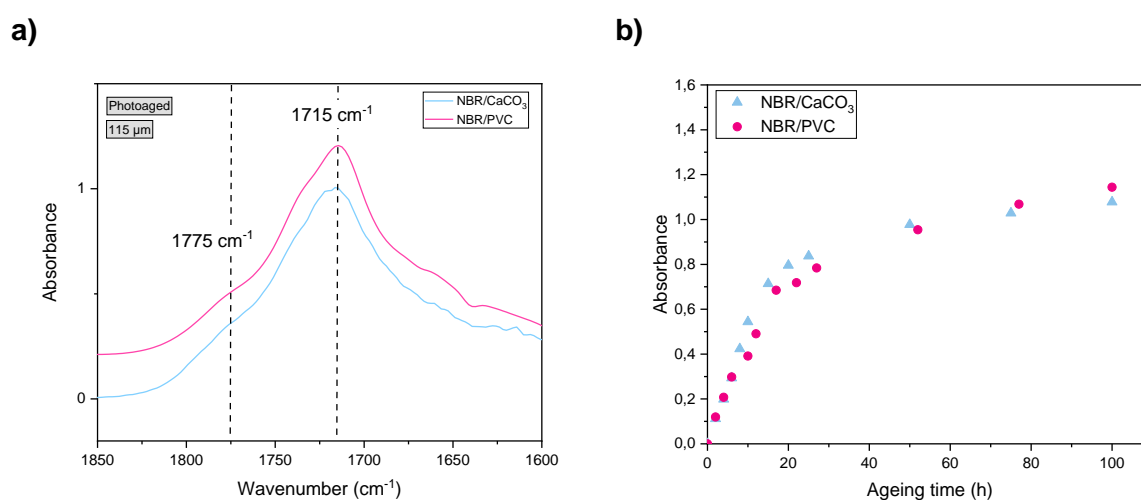 a)
Photoaged
115 µm
1715 cm⁻¹
NBR/CaCO₃
NBR/PVC
1
1775 cm⁻¹
Absorbance
0
1850 1800 1750 1700 1650 1600
Wavenumber (cm⁻¹)
b)
1,6
NBR/CaCO₃
NBR/PVC
1,4
1,2
1,0
Absorbance
0,8
0,6
0,4
0,2
0,0
0 20 40 60 80 100
Ageing time (h)